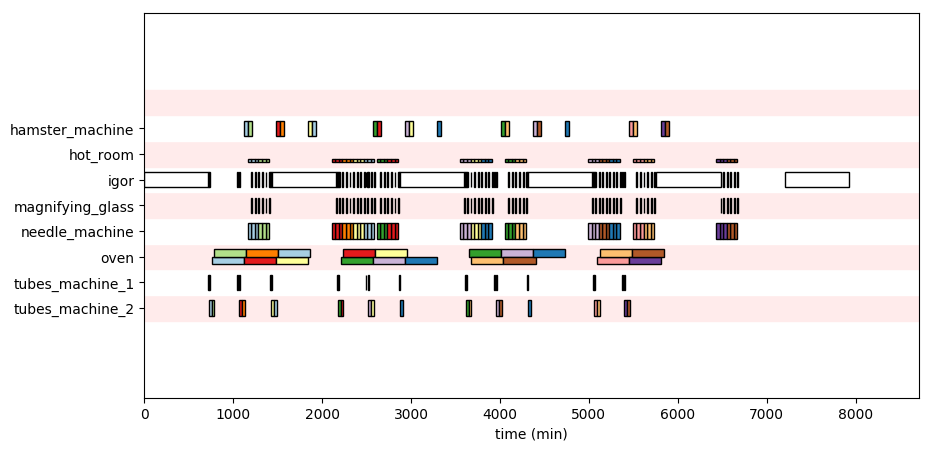 hamster_machine
hot_room
igor
magnifying_glass
needle_machine
oven
tubes_machine_1
tubes_machine_2
0 1000 2000 3000 4000 5000 6000 7000 8000
time (min)